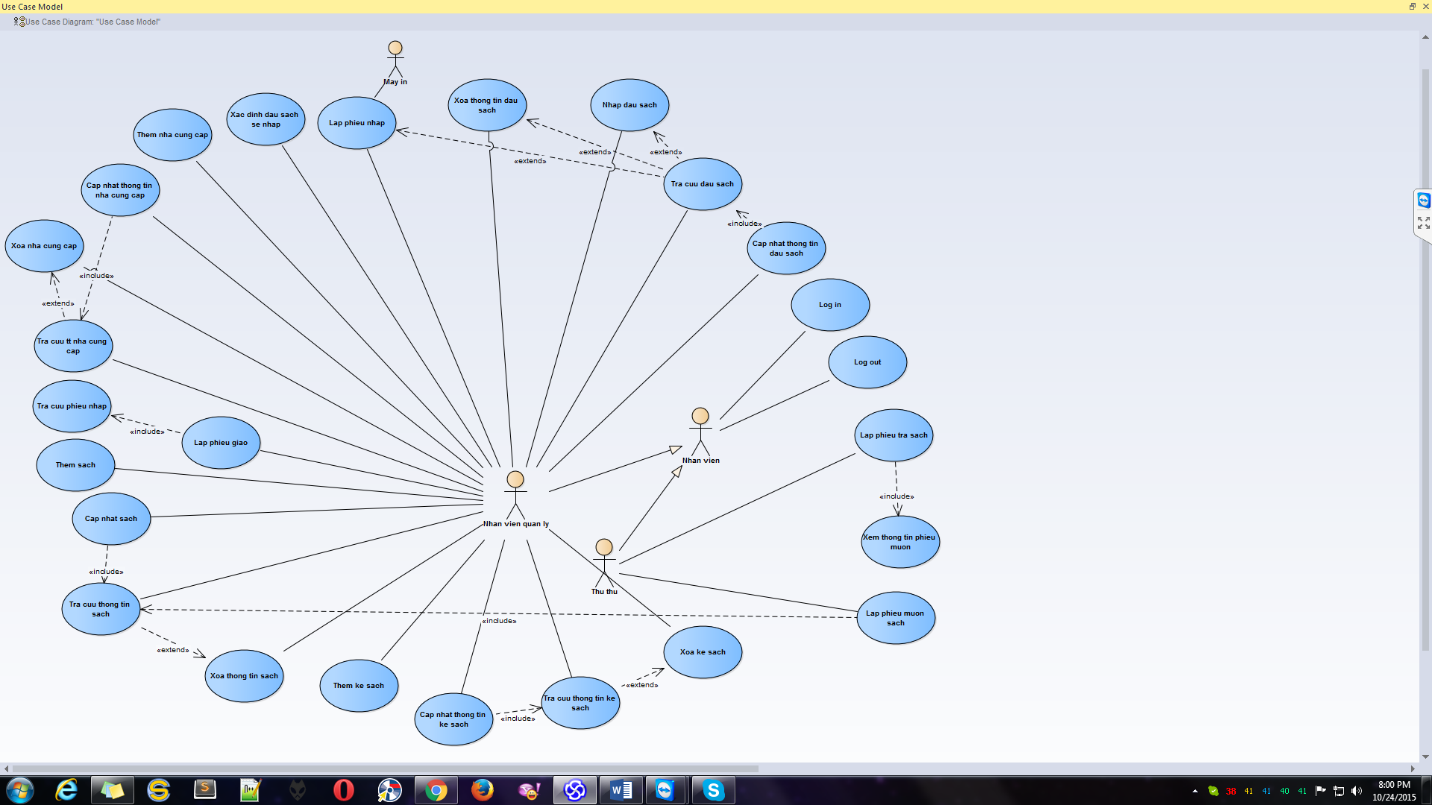 Use Case Model
Use Case Diagram: "Use Case Model"
May in
Xoa thong tin dau
sach
Nhap dau sach
Xac dinh dau sach
se nhap
Lap phieu nhap
Them nha cung cap
«extend»
«extend»
«extend»
Tra cuu dau sach
Cap nhat thong tin
nha cung cap
«include»
Xoa nha cung cap
Cap nhat thong tin
dau sach
«include»
«extend»
Log in
Tra cuu tt nha cung
cap
Log out
Tra cuu phieu nhap
«include»
Lap phieu giao
Lap phieu tra sach
Nhan vien
Them sach
«include»
Cap nhat sach
Nhan vien quan ly
Xem thong tin phieu
muon
«include»
Thu thu
Tra cuu thong tin
sach
Lap phieu muon
sach
«include»
«extend»
Xoa ke sach
Xoa thong tin sach
Them ke sach
«extend»
Tra cuu thong tin ke
sach
Cap nhat thong tin
ke sach
«include»
38 41 41 40 41
8:00 PM
10/24/2015